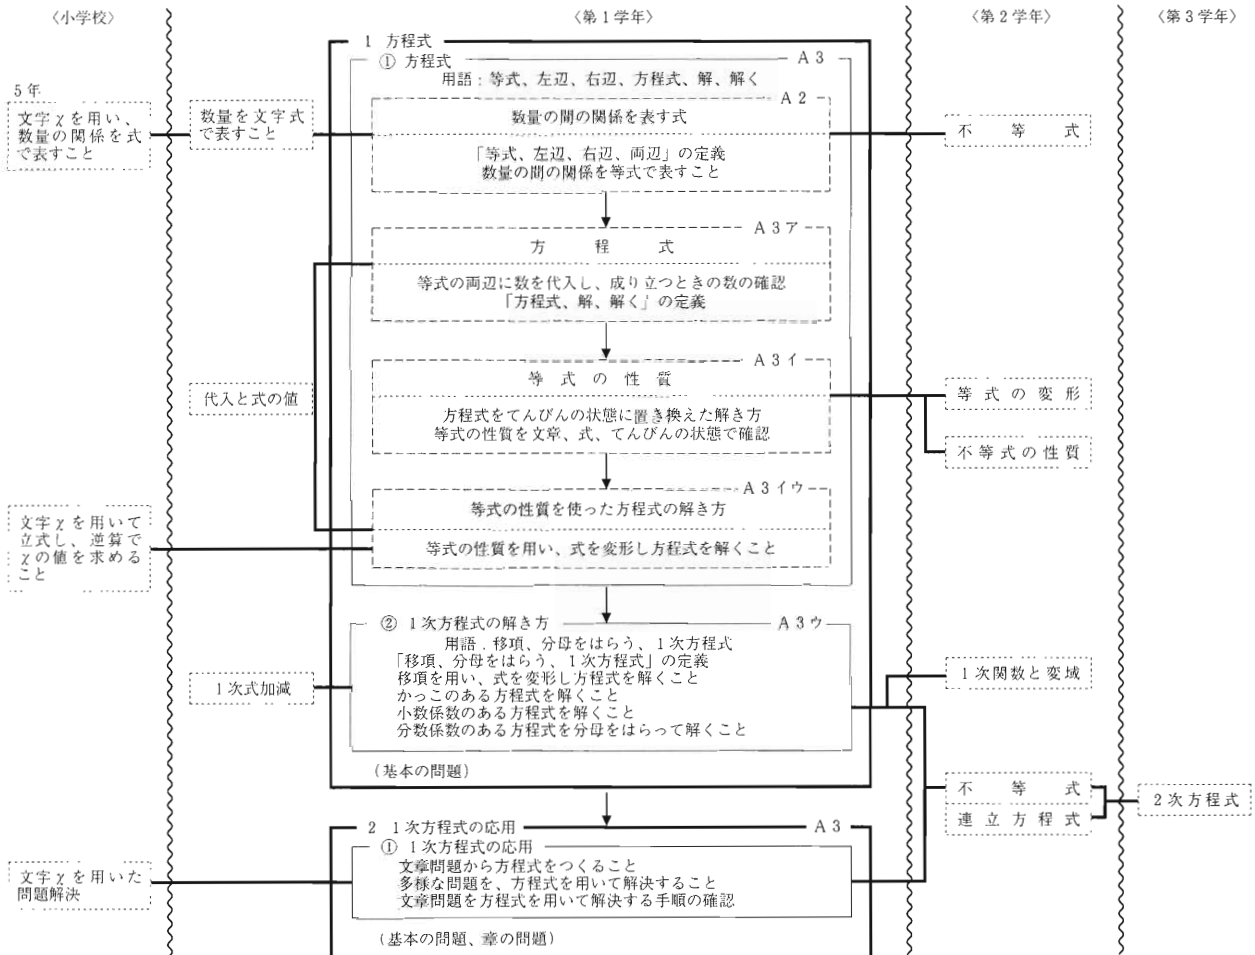 〈小学校〉
〈第1学年〉
〈第2学年〉
〈第3学年〉
5年
文字χを用い、
数量の関係を式
で表すこと
数量を文字式
で表すこと
1 方程式
① 方程式
A3
用語：等式、左辺、右辺、方程式、解、解く
A2
数量の間の関係を表す式
「等式、左辺、右辺、両辺」の定義
数量の間の関係を等式で表すこと
不等式
A3ア
方程式
等式の両辺に数を代入し、成り立つときの数の確認
「方程式、解、解く」の定義
代入と式の値
A3イ
等式の性質
方程式をてんびんの状態に置き換えた解き方
等式の性質を文章、式、てんびんの状態で確認
等式の変形
不等式の性質
A3イウ
等式の性質を使った方程式の解き方
等式の性質を用い、式を変形し方程式を解くこと
文字χを用いて
立式し、逆算で
χの値を求める
こと
② 1次方程式の解き方
A3ウ
用語．移項、分母をはらう、1次方程式
「移項、分母をはらう、1次方程式」の定義
移項を用い、式を変形し方程式を解くこと
かっこのある方程式を解くこと
小数係数のある方程式を解くこと
分数係数のある方程式を分母をはらって解くこと
1次式加減
1次関数と変域
(基本の問題)
不等式
連立方程式
2次方程式
2 1次方程式の応用
A3
① 1次方程式の応用
文章問題から方程式をつくること
多様な問題を、方程式を用いて解決すること
文章問題を方程式を用いて解決する手順の確認
文字χを用いた
問題解決
(基本の問題、章の問題)